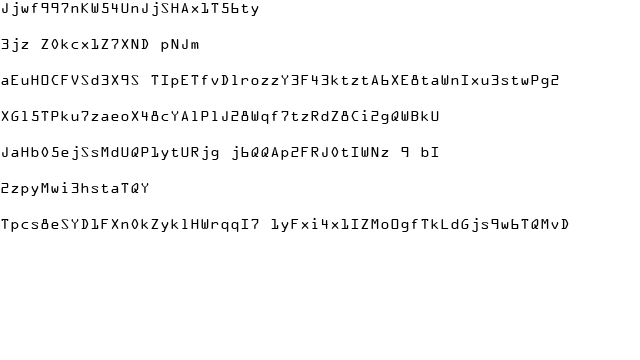 Jjwf997nKW54UnJjSHAx1T56ty
3jz Z0kcx1Z7XND pNJm
aEuHOCFVSd3X9S TIpETfvD1rozzY3F43ktztA6XE8taWnIxu3stwPg2
XG15TPku7zaeoX48cYA1P1J28Wqf7tzRdZ8Ci2gQWBkU
JaHb05ejSsMdUQP1ytURjg j6QQAp2FRJ0tIWNz 9 bI
2zpyMwi3hstaTQY
Tpcs8eSYD1FXn0kZyk1HWrqqI7 1yFxi4x1IZMoOgfTkLdGjs9w6TQMvD